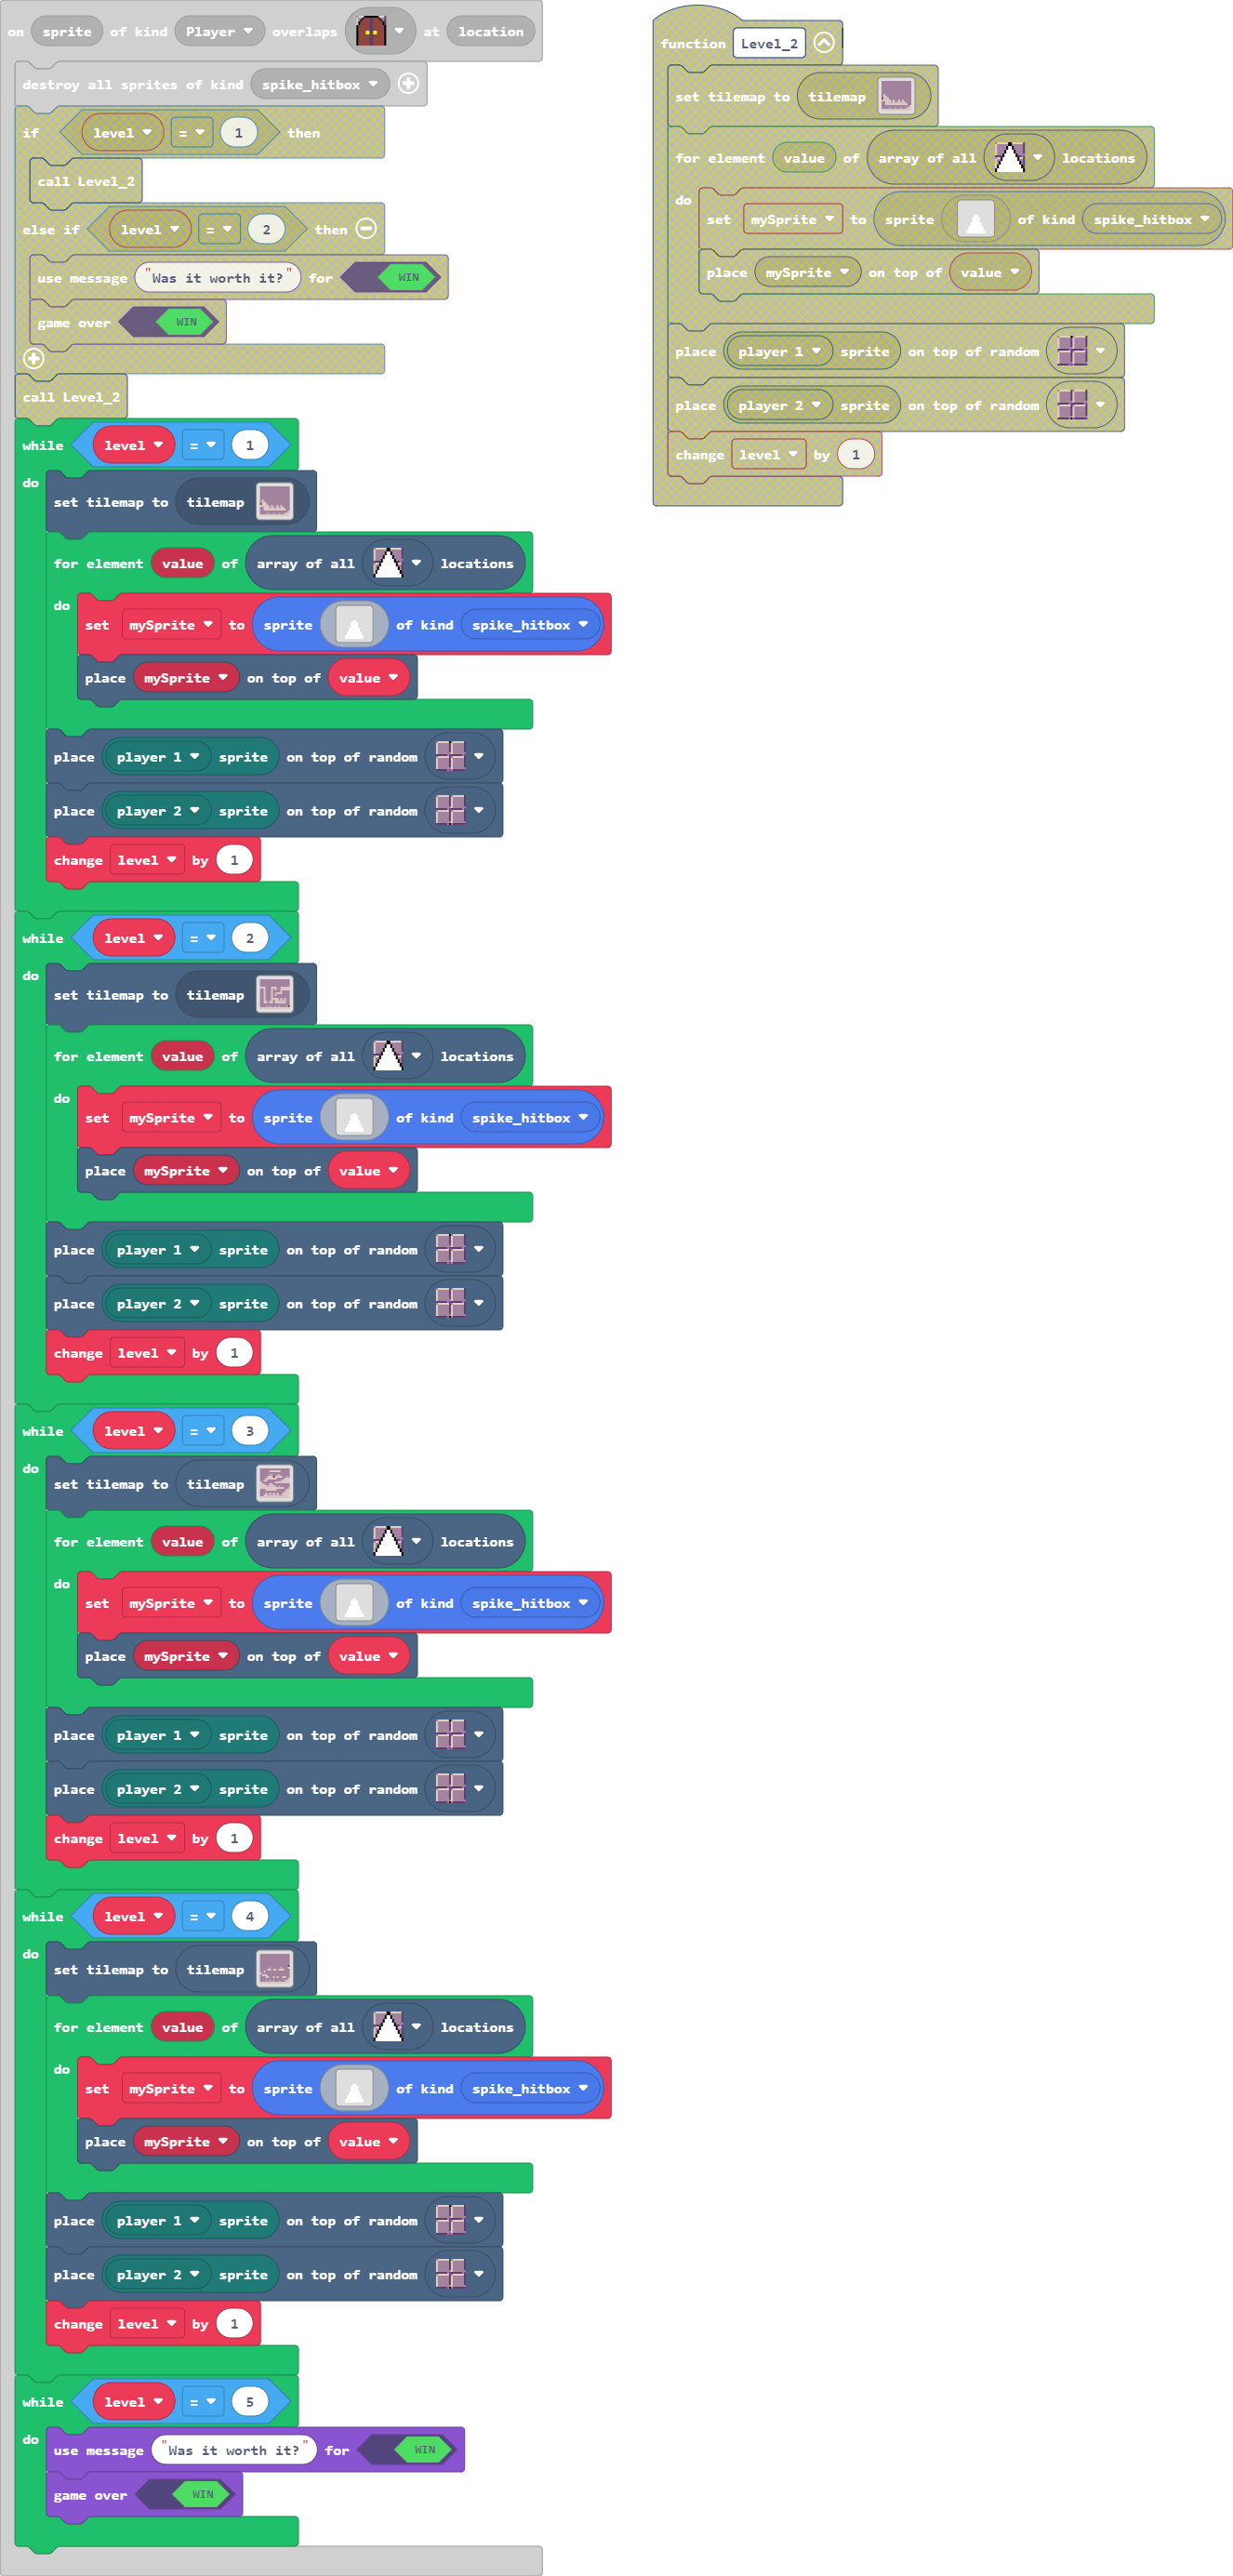 on sprite of kind Player overlaps at location
destroy all sprites of kind spike_hitbox
if level = 1 then
call Level_2
else if level = 2 then
use message "Was it worth it?" for WIN
game over WIN
call Level_2
while level = 1
do
set tilemap to tilemap
for element value of array of all locations
do
set mySprite to sprite of kind spike_hitbox
place mySprite on top of value
place player 1 sprite on top of random
place player 2 sprite on top of random
change level by 1
while level = 2
do
set tilemap to tilemap
for element value of array of all locations
do
set mySprite to sprite of kind spike_hitbox
place mySprite on top of value
place player 1 sprite on top of random
place player 2 sprite on top of random
change level by 1
while level = 3
do
set tilemap to tilemap
for element value of array of all locations
do
set mySprite to sprite of kind spike_hitbox
place mySprite on top of value
place player 1 sprite on top of random
place player 2 sprite on top of random
change level by 1
while level = 4
do
set tilemap to tilemap
for element value of array of all locations
do
set mySprite to sprite of kind spike_hitbox
place mySprite on top of value
place player 1 sprite on top of random
place player 2 sprite on top of random
change level by 1
while level = 5
do
use message "Was it worth it?" for WIN
game over WIN
function Level_2
set tilemap to tilemap
for element value of array of all locations
do
set mySprite to sprite of kind spike_hitbox
place mySprite on top of value
place player 1 sprite on top of random
place player 2 sprite on top of random
change level by 1